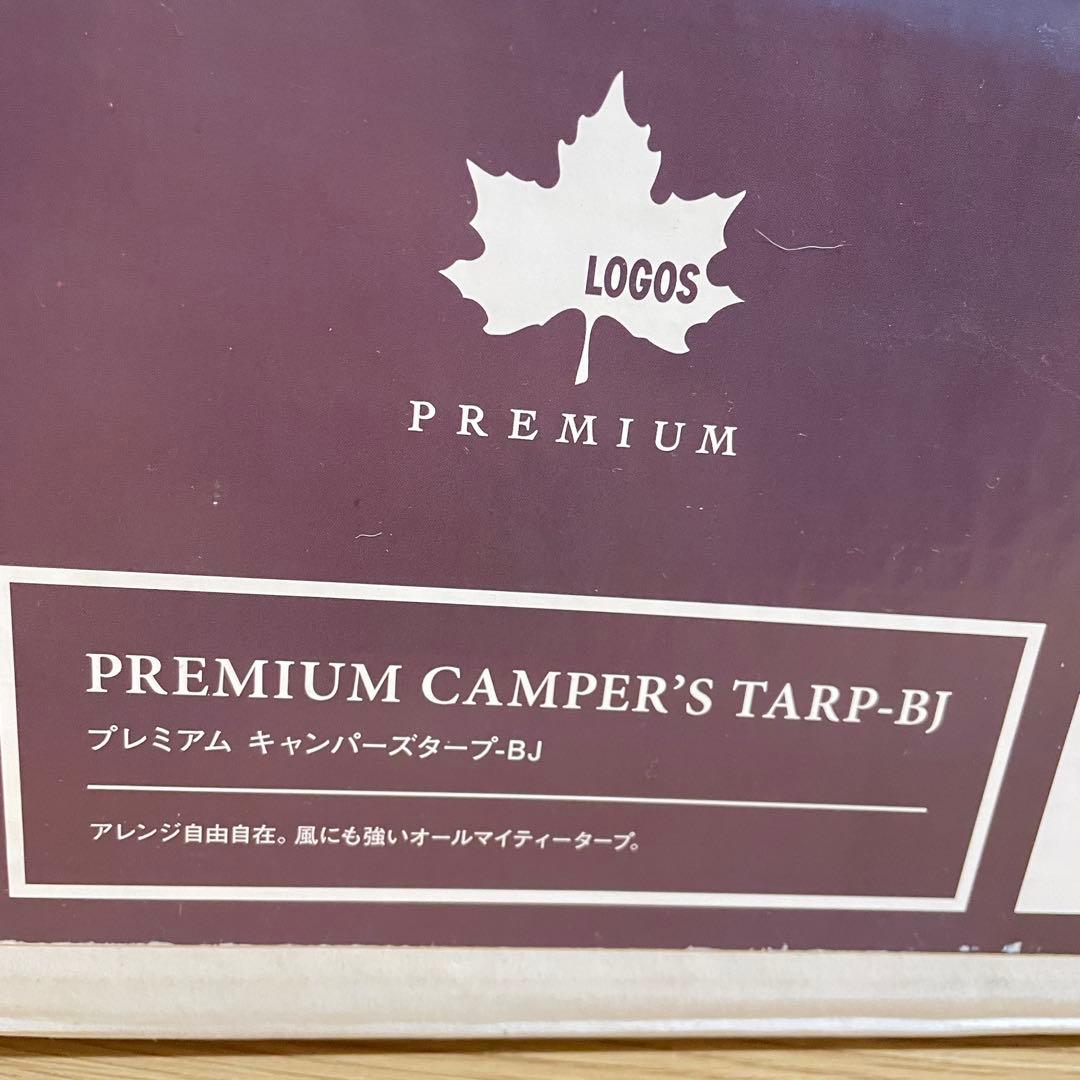 LOGOS
PREMIUM
PREMIUM CAMPER'S TARP-BJ
プレミアム キャンパーズタープ-BJ
アレンジ自由自在。風にも強いオールマイティータープ。